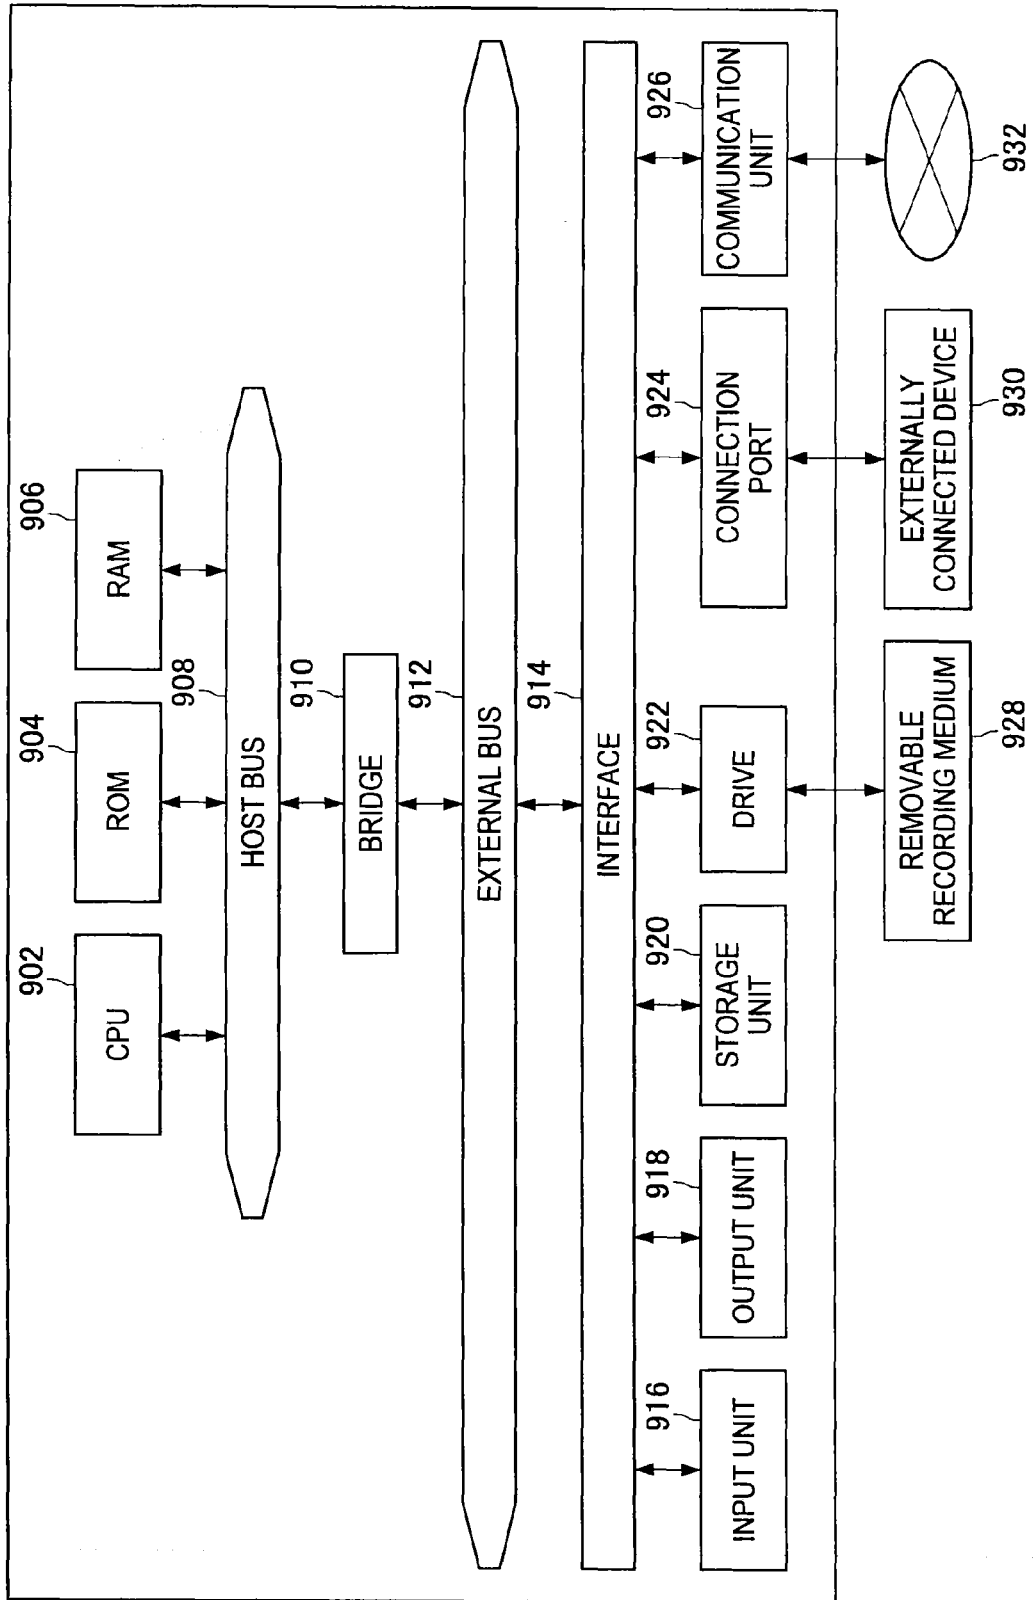 902
904
906
CPU
ROM
RAM
908
HOST BUS
910
BRIDGE
912
EXTERNAL BUS
914
INTERFACE
916
918
920
922
924
926
INPUT UNIT
OUTPUT UNIT
STORAGE
UNIT
DRIVE
CONNECTION
PORT
COMMUNICATION
UNIT
REMOVABLE
RECORDING MEDIUM
EXTERNALLY
CONNECTED DEVICE
928
930
932